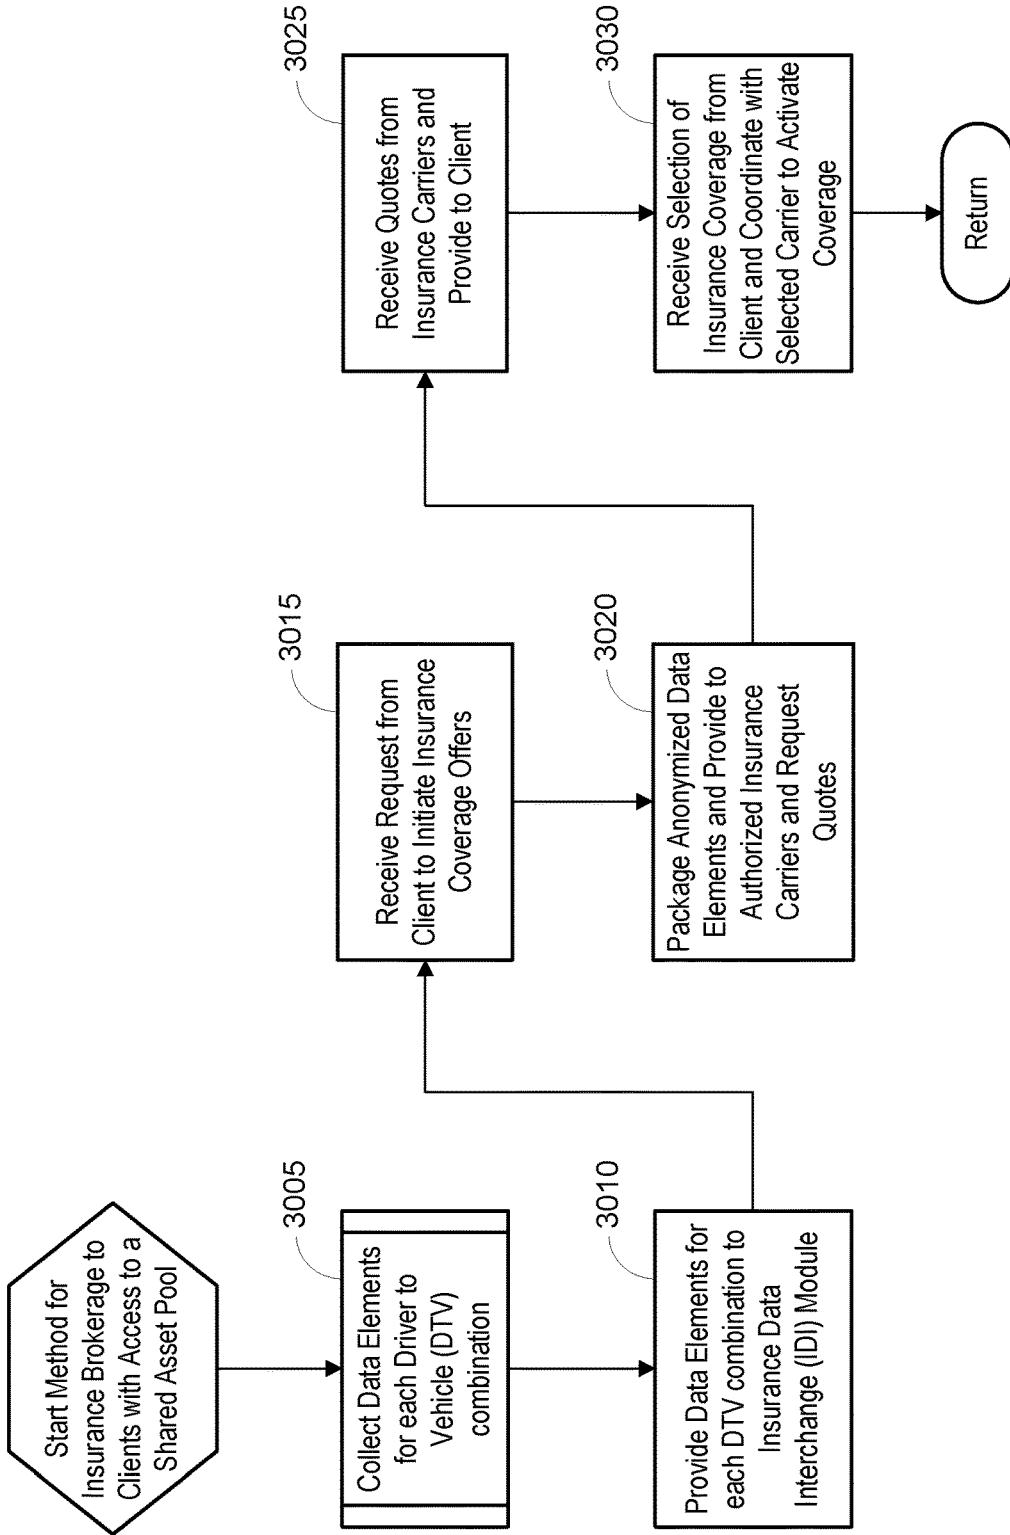 Start Method for
Insurance Brokerage to
Clients with Access to a
Shared Asset Pool
3005
Collect Data Elements
for each Driver to
Vehicle (DTV)
combination
3010
Provide Data Elements for
each DTV combination to
Insurance Data
Interchange (IDI) Module
3015
Receive Request from
Client to Initiate Insurance
Coverage Offers
3020
Package Anonymized Data
Elements and Provide to
Authorized Insurance
Carriers and Request
Quotes
3025
Receive Quotes from
Insurance Carriers and
Provide to Client
3030
Receive Selection of
Insurance Coverage from
Client and Coordinate with
Selected Carrier to Activate
Coverage
Return